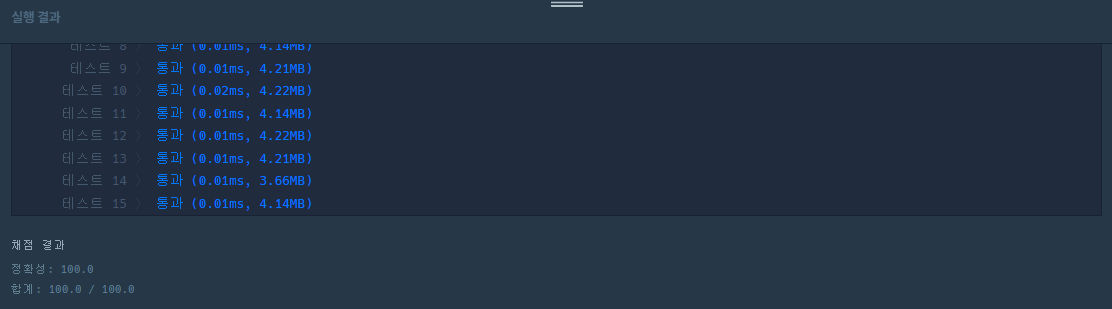 실행 결과
테스트 8 〉 통과 (0.01ms, 4.14MB)
테스트 9 〉 통과 (0.01ms, 4.21MB)
테스트 10 〉 통과 (0.02ms, 4.22MB)
테스트 11 〉 통과 (0.01ms, 4.14MB)
테스트 12 〉 통과 (0.01ms, 4.22MB)
테스트 13 〉 통과 (0.01ms, 4.21MB)
테스트 14 〉 통과 (0.01ms, 3.66MB)
테스트 15 〉 통과 (0.01ms, 4.14MB)
채점 결과
정확성: 100.0
합계: 100.0 / 100.0